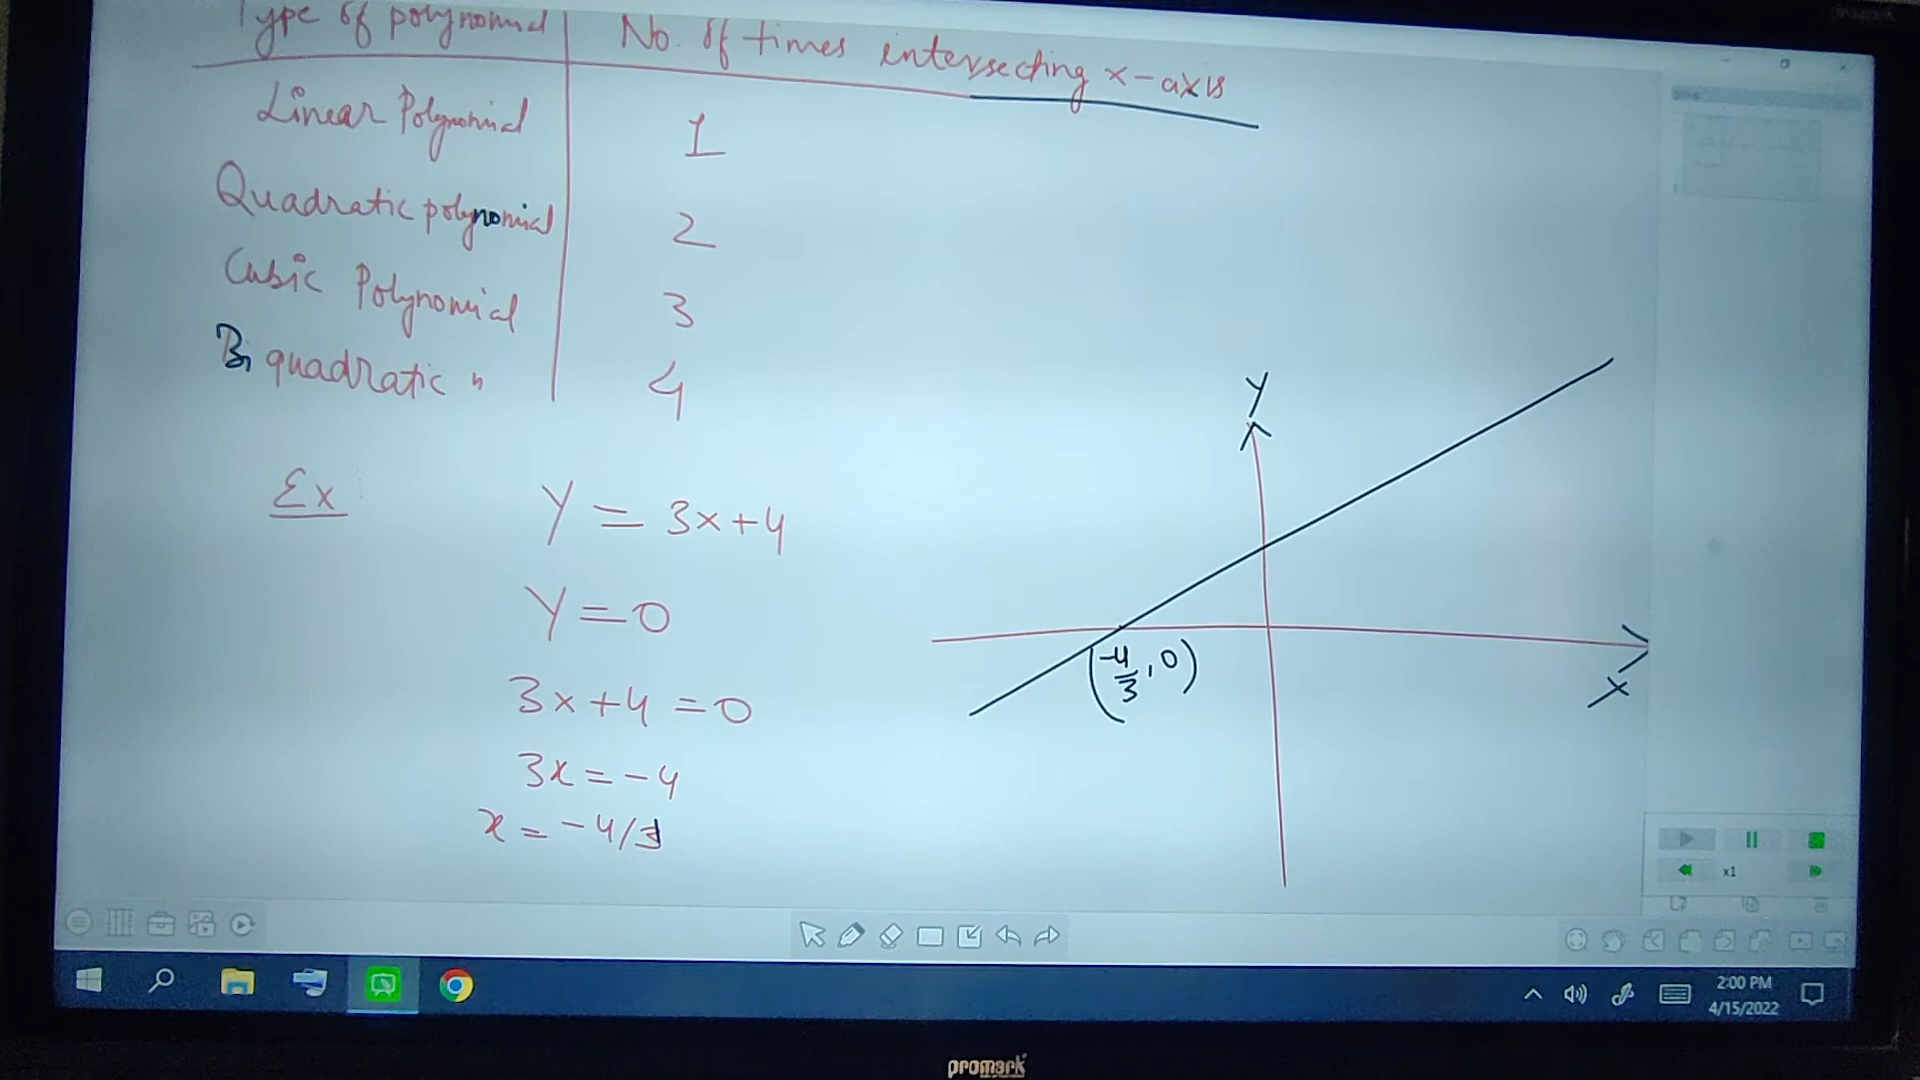 Type of polynomial No. of times intersecting x-axis
Linear Polynomial 1
Quadratic polynomial 2
Cubic Polynomial 3
Bi quadratic " 4
Ex Y = 3x+4
Y = 0
3x+4 = 0
3x = -4
x = -4/3
Y
(-4/3, 0)
X
x1
2:00 PM
4/15/2022
promark